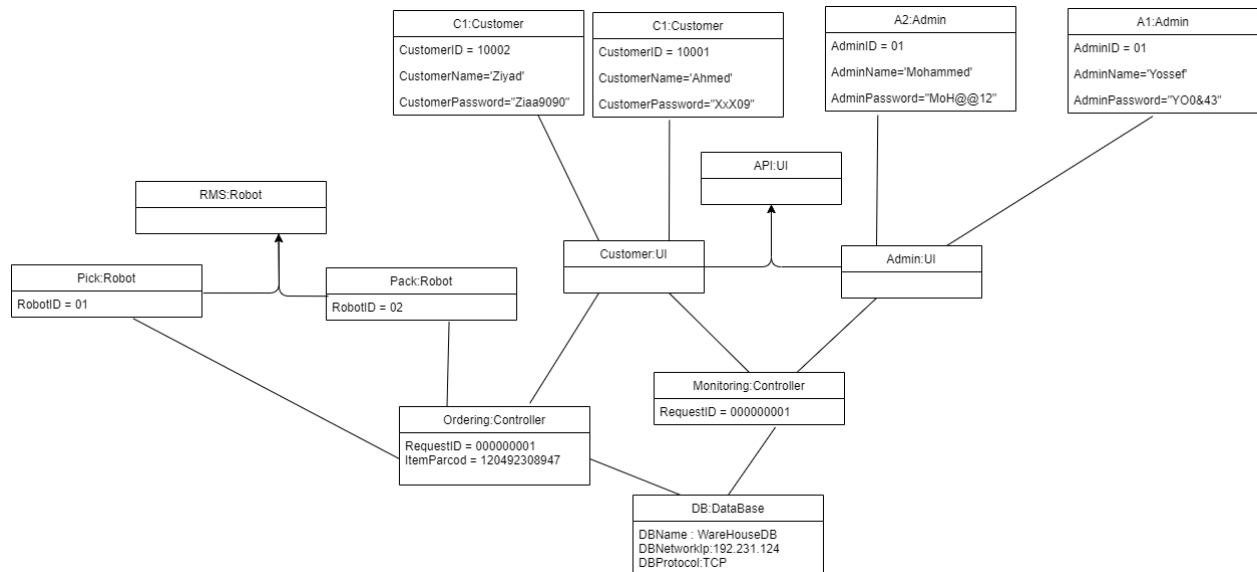 C1:Customer
CustomerID = 10002
CustomerName='Ziyad'
CustomerPassword="Ziaa9090"
C1:Customer
CustomerID = 10001
CustomerName='Ahmed'
CustomerPassword="XxX09"
A2:Admin
AdminID = 01
AdminName='Mohammed'
AdminPassword="MoH@@12"
A1:Admin
AdminID = 01
AdminName='Yossef'
AdminPassword="YO0&43"
API:UI
RMS:Robot
Customer:UI
Admin:UI
Pick:Robot
RobotID = 01
Pack:Robot
RobotID = 02
Monitoring:Controller
RequestID = 000000001
Ordering:Controller
RequestID = 000000001
ItemParcod = 120492308947
DB:DataBase
DBName : WareHouseDB
DBNetworkIp:192.231.124
DBProtocol:TCP